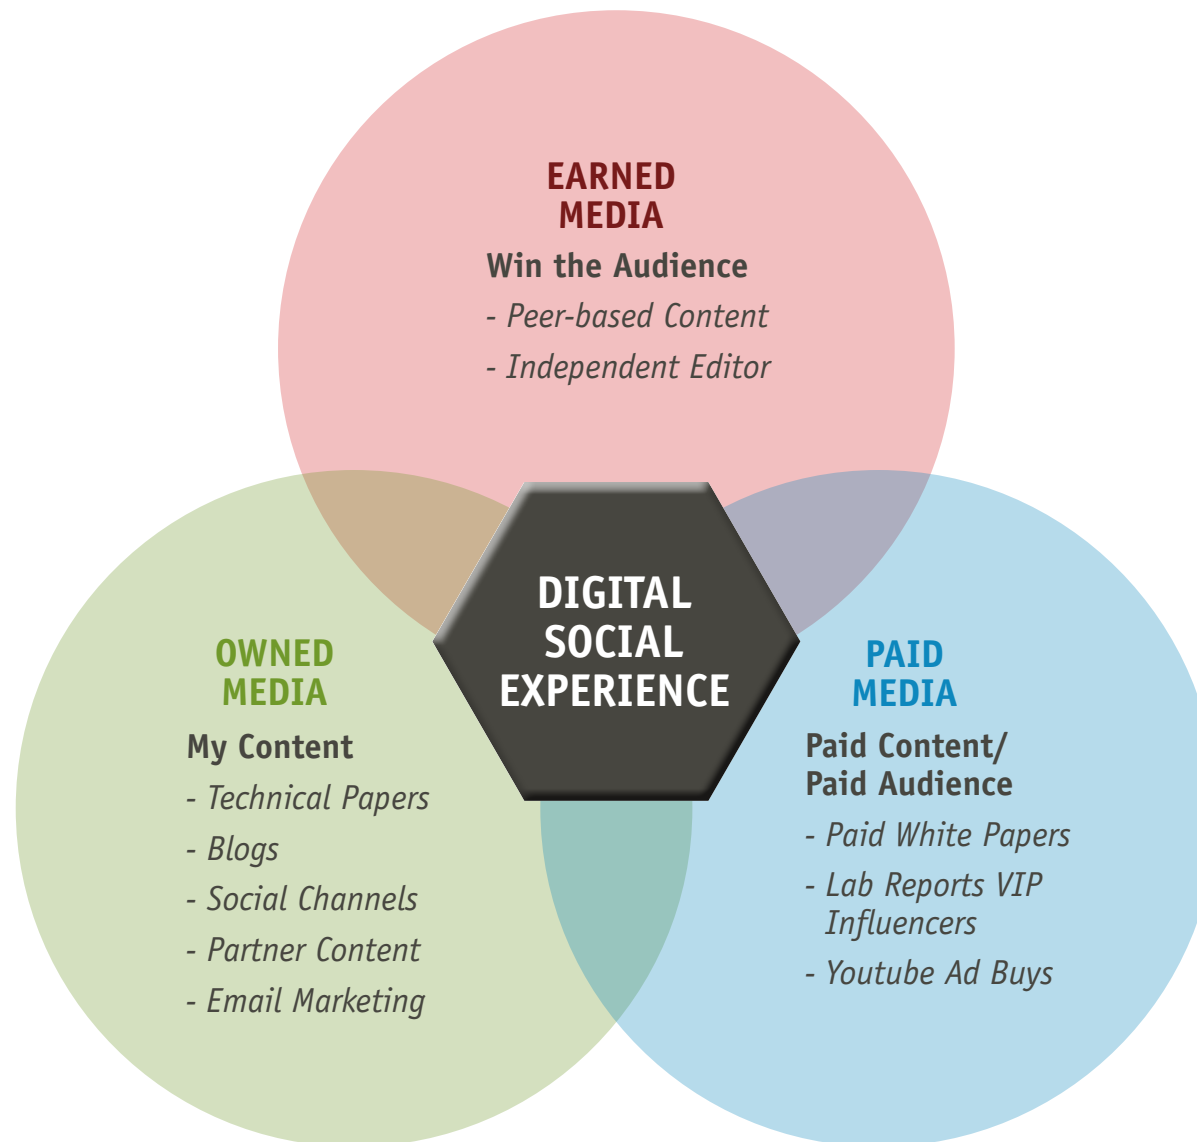 EARNED
MEDIA
Win the Audience
- Peer-based Content
- Independent Editor
DIGITAL
SOCIAL
EXPERIENCE
OWNED
MEDIA
My Content
- Technical Papers
- Blogs
- Social Channels
- Partner Content
- Email Marketing
PAID
MEDIA
Paid Content/
Paid Audience
- Paid White Papers
- Lab Reports VIP
Influencers
- Youtube Ad Buys